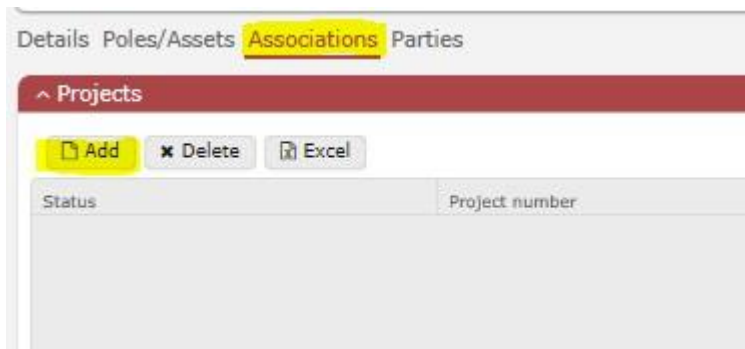 Details Poles/Assets Associations Parties
Projects
Add Delete Excel
Status Project number